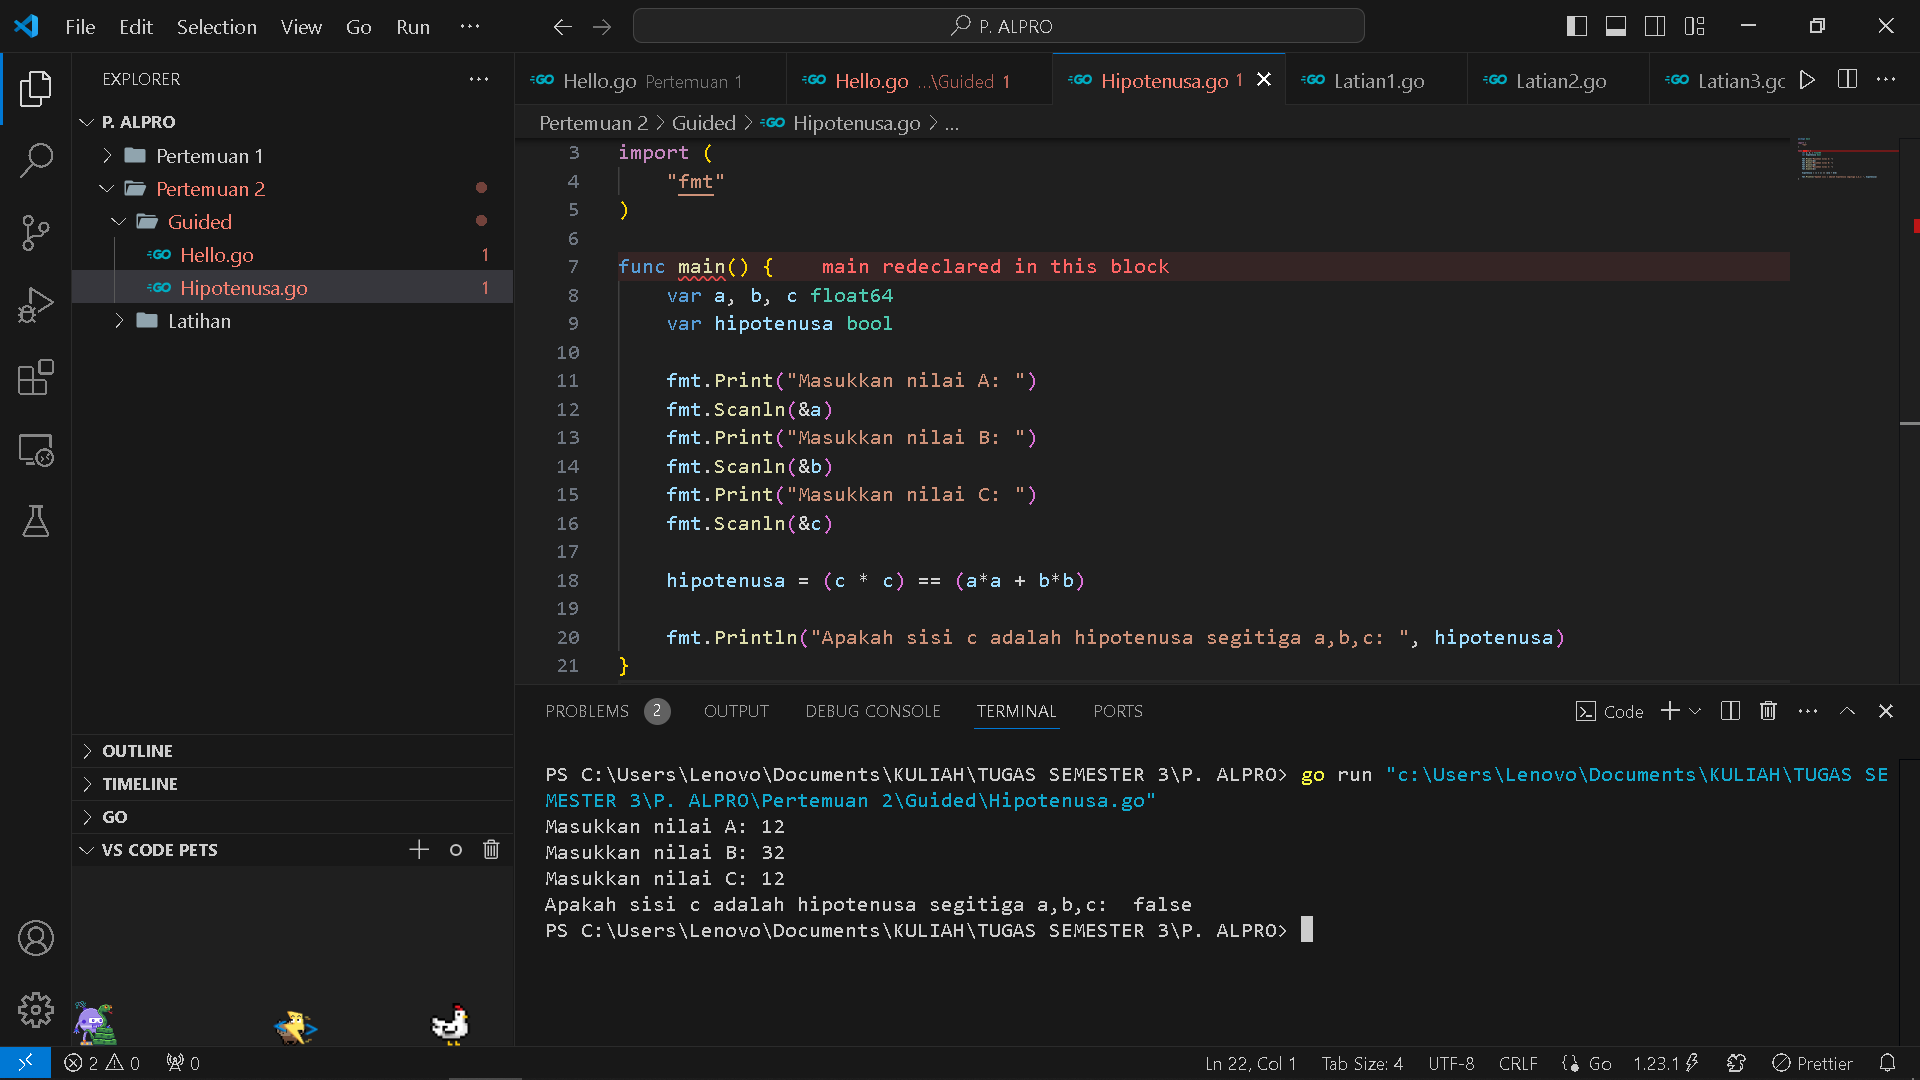 File Edit Selection View Go Run ...
P. ALPRO
EXPLORER
P. ALPRO
Pertemuan 1
Pertemuan 2
Guided
Hello.go 1
Hipotenusa.go 1
Latihan
OUTLINE
TIMELINE
GO
VS CODE PETS
Hello.go Pertemuan 1
Hello.go ...\Guided 1
Hipotenusa.go 1
Latian1.go
Latian2.go
Latian3.go
Pertemuan 2 > Guided > Hipotenusa.go > ...
3 import (
4 "fmt"
5 )
6
7 func main() { main redeclared in this block
8 var a, b, c float64
9 var hipotenusa bool
10
11 fmt.Print("Masukkan nilai A: ")
12 fmt.Scanln(&a)
13 fmt.Print("Masukkan nilai B: ")
14 fmt.Scanln(&b)
15 fmt.Print("Masukkan nilai C: ")
16 fmt.Scanln(&c)
17
18 hipotenusa = (c * c) == (a*a + b*b)
19
20 fmt.Println("Apakah sisi c adalah hipotenusa segitiga a,b,c: ", hipotenusa)
21 }
PROBLEMS 2 OUTPUT DEBUG CONSOLE TERMINAL PORTS
Code
PS C:\Users\Lenovo\Documents\KULIAH\TUGAS SEMESTER 3\P. ALPRO> go run "c:\Users\Lenovo\Documents\KULIAH\TUGAS SE
MESTER 3\P. ALPRO\Pertemuan 2\Guided\Hipotenusa.go"
Masukkan nilai A: 12
Masukkan nilai B: 32
Masukkan nilai C: 12
Apakah sisi c adalah hipotenusa segitiga a,b,c:  false
PS C:\Users\Lenovo\Documents\KULIAH\TUGAS SEMESTER 3\P. ALPRO>
2 0 0
Ln 22, Col 1 Tab Size: 4 UTF-8 CRLF Go 1.23.1 Prettier